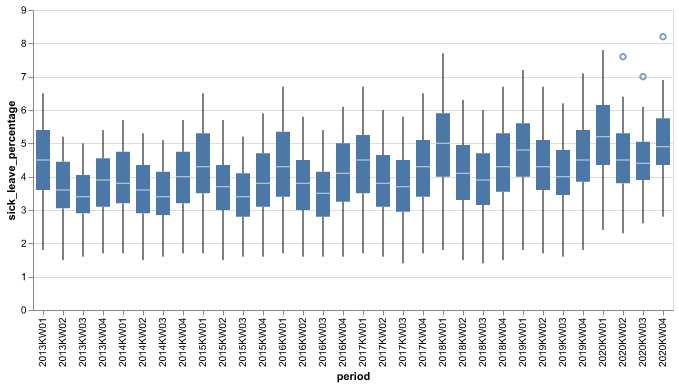 9
8
7
6
5
4
3
2
1
0
sick_leave_percentage
2013KW01
2013KW02
2013KW03
2013KW04
2014KW01
2014KW02
2014KW03
2014KW04
2015KW01
2015KW02
2015KW03
2015KW04
2016KW01
2016KW02
2016KW03
2016KW04
2017KW01
2017KW02
2017KW03
2017KW04
2018KW01
2018KW02
2018KW03
2018KW04
2019KW01
2019KW02
2019KW03
2019KW04
2020KW01
2020KW02
2020KW03
2020KW04
period